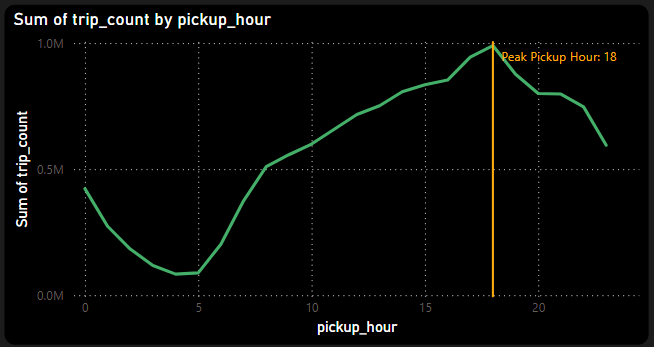 Sum of trip_count by pickup_hour
1.0M
Peak Pickup Hour: 18
Sum of trip_count
0.5M
0.0M
0 5 10 15 20
pickup_hour